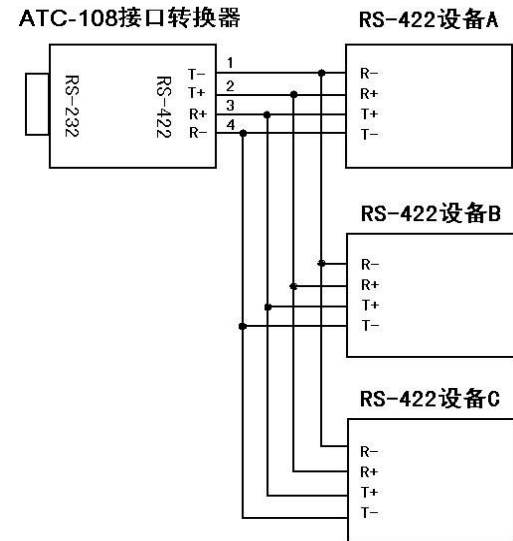 ATC-108接口转换器
RS-422设备A
RS-232
RS-422
T- 1
T+ 2
R+ 3
R- 4
R-
R+
T+
T-
RS-422设备B
R-
R+
T+
T-
RS-422设备C
R-
R+
T+
T-